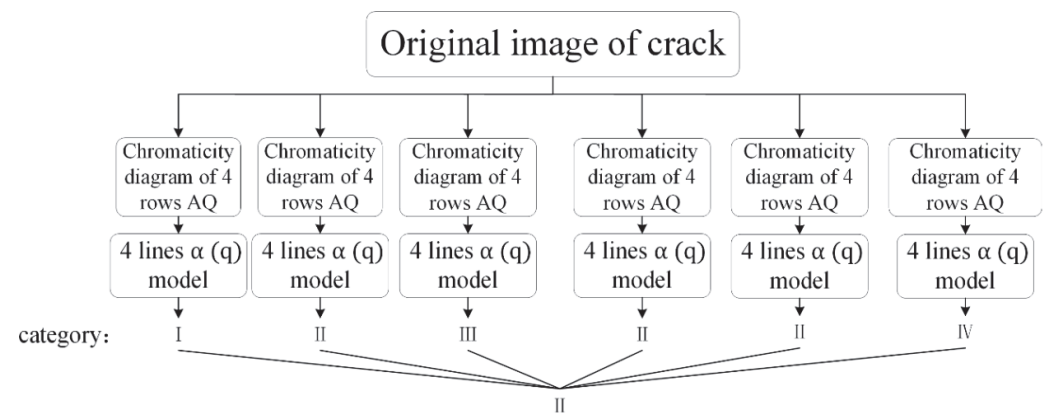 Original image of crack
Chromaticity
diagram of 4
rows AQ
Chromaticity
diagram of 4
rows AQ
Chromaticity
diagram of 4
rows AQ
Chromaticity
diagram of 4
rows AQ
Chromaticity
diagram of 4
rows AQ
Chromaticity
diagram of 4
rows AQ
4 lines α (q)
model
4 lines α (q)
model
4 lines α (q)
model
4 lines α (q)
model
4 lines α (q)
model
4 lines α (q)
model
category: I II III II II IV
II